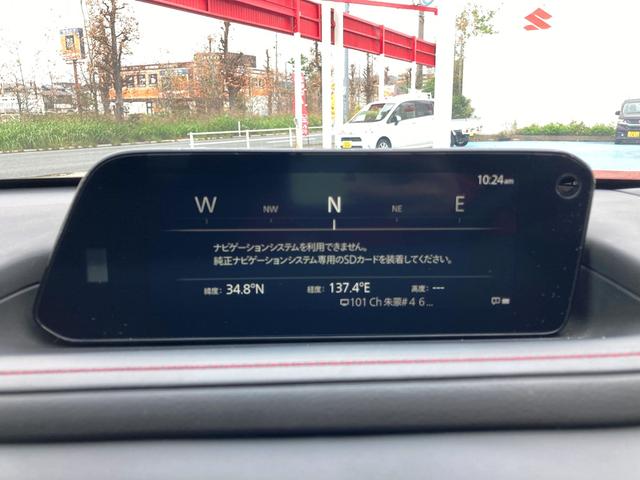 10:24am
W NW N NE E
ナビゲーションシステムを利用できません。
純正ナビゲーションシステム専用のSDカードを装着してください。
緯度: 34.8°N 経度: 137.4°E 高度: ---
101 Ch 朱蒙#４６...